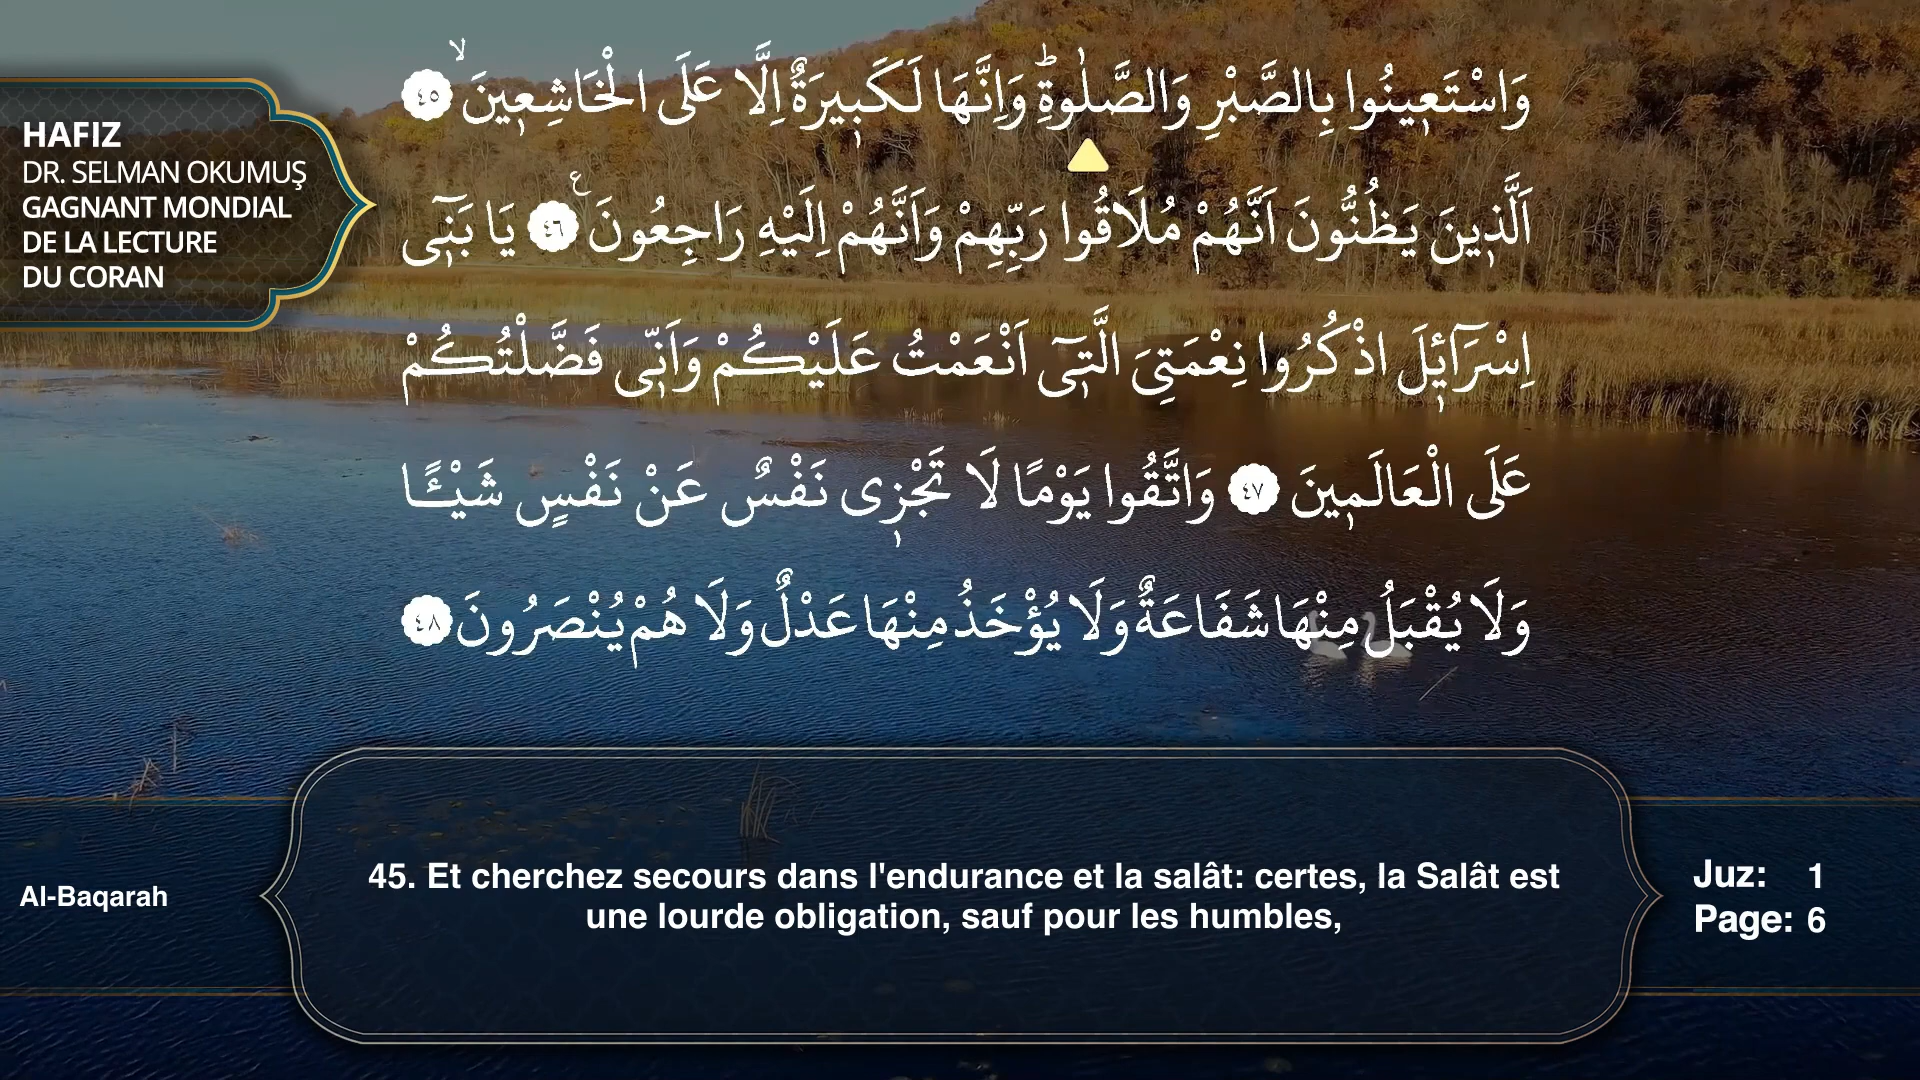 HAFIZ
DR. SELMAN OKUMUŞ
GAGNANT MONDIAL
DE LA LECTURE
DU CORAN
وَاسْتَعٖينُوا بِالصَّبْرِ وَالصَّلٰوةِؕ وَاِنَّهَا لَكَبٖيرَةٌ اِلَّا عَلَى الْخَاشِعٖينَۙ ٤٥
اَلَّذٖينَ يَظُنُّونَ اَنَّهُمْ مُلَاقُوا رَبِّهِمْ وَاَنَّهُمْ اِلَيْهِ رَاجِعُونَ ع ٤٦ يَا بَنٖٓى
اِسْرَٓائٖلَ اذْكُرُوا نِعْمَتِىَ الَّتٖٓى اَنْعَمْتُ عَلَيْكُمْ وَاَنّٖى فَضَّلْتُكُمْ
عَلَى الْعَالَمٖينَ ٤٧ وَاتَّقُوا يَوْمًا لَا تَجْزٖى نَفْسٌ عَنْ نَفْسٍ شَيْـًٔا
وَلَا يُقْبَلُ مِنْهَا شَفَاعَةٌ وَلَا يُؤْخَذُ مِنْهَا عَدْلٌ وَلَا هُمْ يُنْصَرُونَ ٤٨
45. Et cherchez secours dans l'endurance et la salât: certes, la Salât est
une lourde obligation, sauf pour les humbles,
Al-Baqarah
Juz: 1
Page: 6